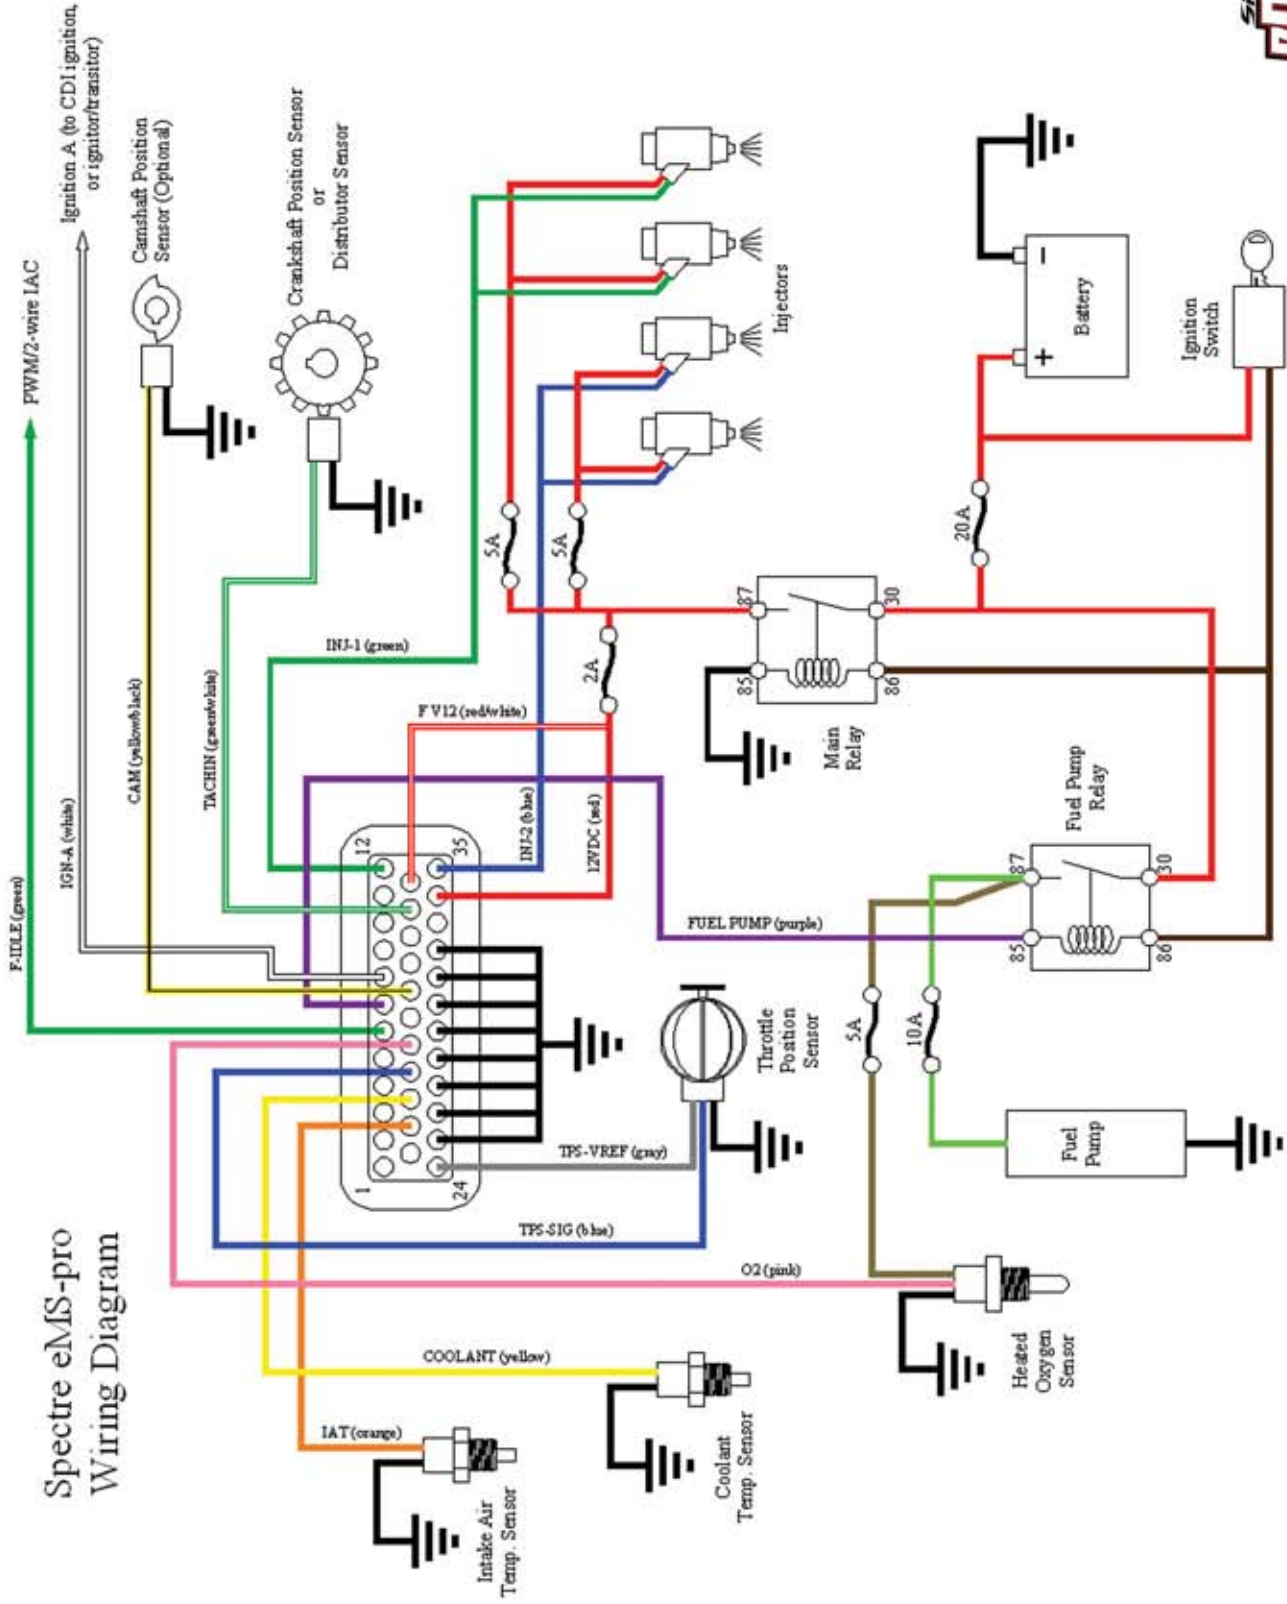 Spectre eMS-pro
Wiring Diagram
F-IDLE (green)
PWM/2-wire IAC
IGN-A (white)
Ignition A (to CDI ignition,
or ignitor/transitor)
CAM (yellow/black)
Camshaft Position
Sensor (Optional)
TACHIN (green/white)
Crankshaft Position Sensor
or
Distributor Sensor
INJ-1 (green)
F V12 (red/white)
INJ-2 (blue)
12VDC (red)
1
12
24
35
5A
5A
2A
Injectors
IAT (orange)
Intake Air
Temp. Sensor
COOLANT (yellow)
Coolant
Temp. Sensor
O2 (pink)
Heated
Oxygen
Sensor
TPS-SIG (blue)
TPS-VREF (gray)
Throttle
Position
Sensor
FUEL PUMP (purple)
85
87
86
30
Main
Relay
20A
+
-
Battery
Ignition
Switch
85
87
86
30
Fuel Pump
Relay
5A
10A
Fuel
Pump